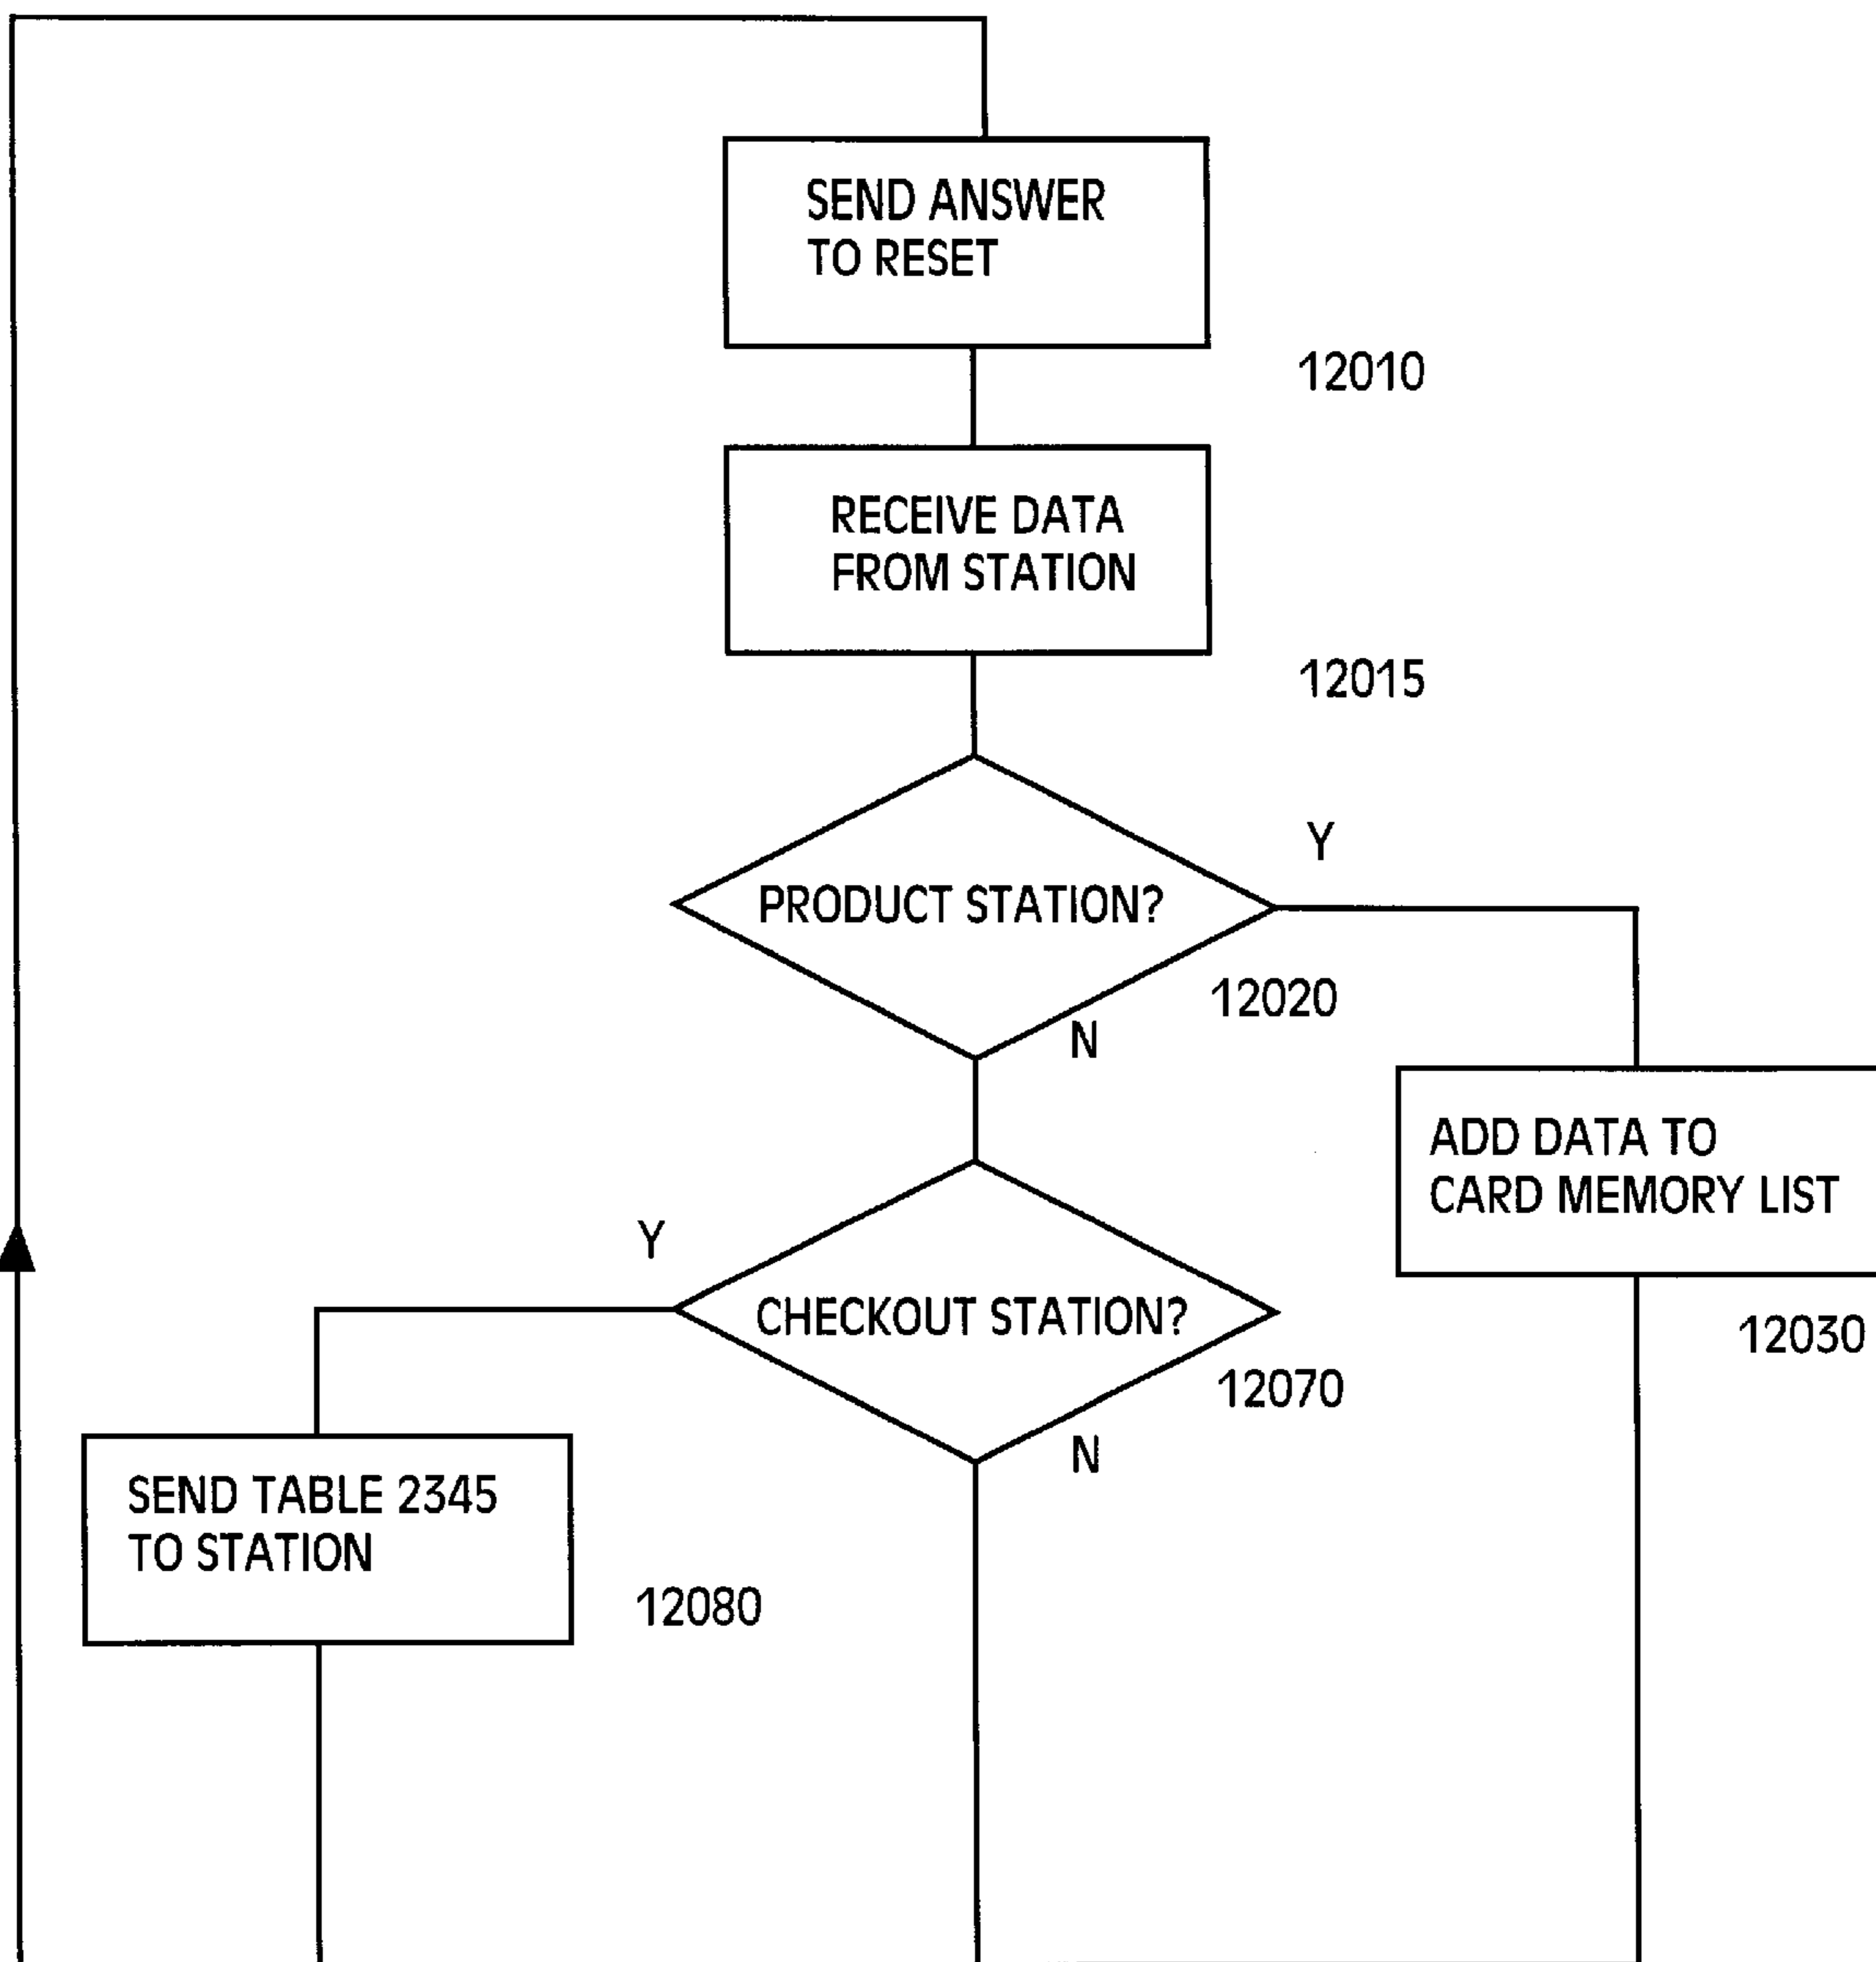 SEND ANSWER
TO RESET
12010
RECEIVE DATA
FROM STATION
12015
Y
PRODUCT STATION?
12020
N
ADD DATA TO
CARD MEMORY LIST
12030
Y
CHECKOUT STATION?
12070
N
SEND TABLE 2345
TO STATION
12080